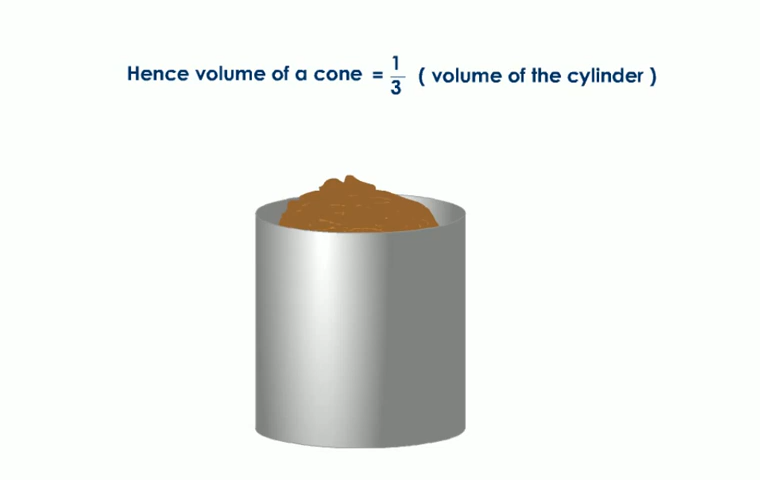 Hence volume of a cone = 1/3 ( volume of the cylinder )